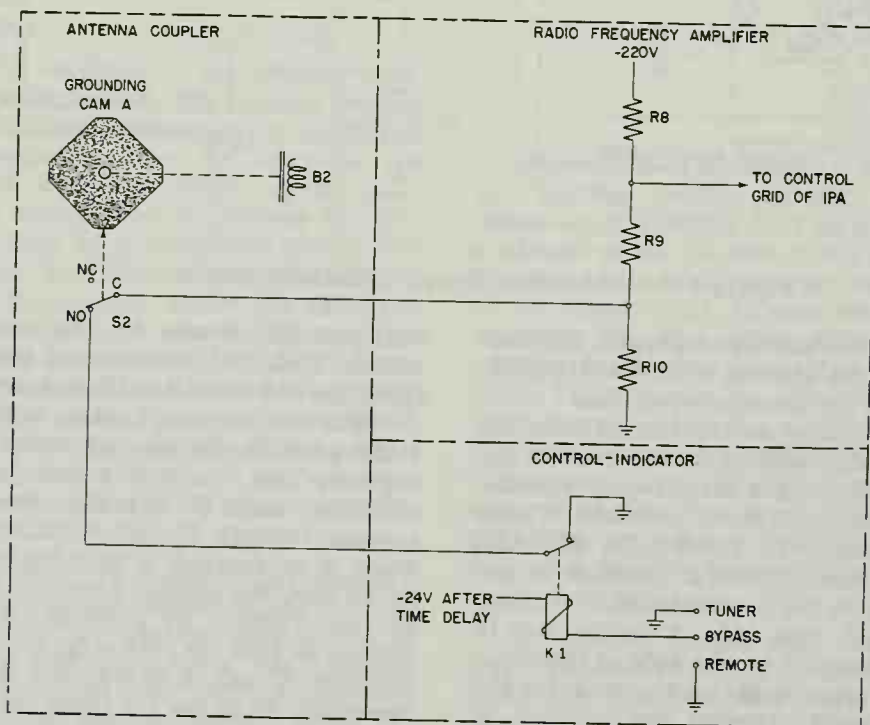 ANTENNA COUPLER
GROUNDING
CAM A
B2
NC
C
NO
S2
RADIO FREQUENCY AMPLIFIER
-220V
R8
TO CONTROL
GRID OF IPA
R9
R10
CONTROL-INDICATOR
-24V AFTER
TIME DELAY
K 1
TUNER
BYPASS
REMOTE